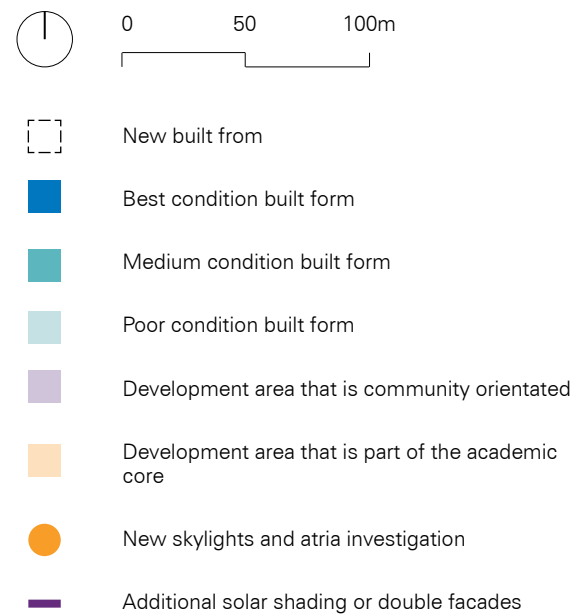 0 50 100m
New built from
Best condition built form
Medium condition built form
Poor condition built form
Development area that is community orientated
Development area that is part of the academic
core
New skylights and atria investigation
Additional solar shading or double facades